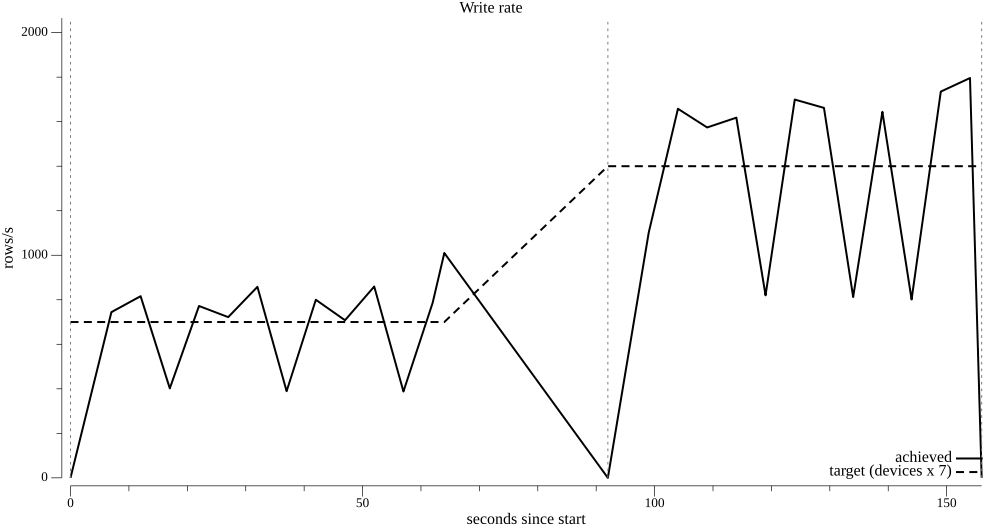 Write rate
2000
1000
0
rows/s
achieved
target (devices x 7)
0 50 100 150
seconds since start